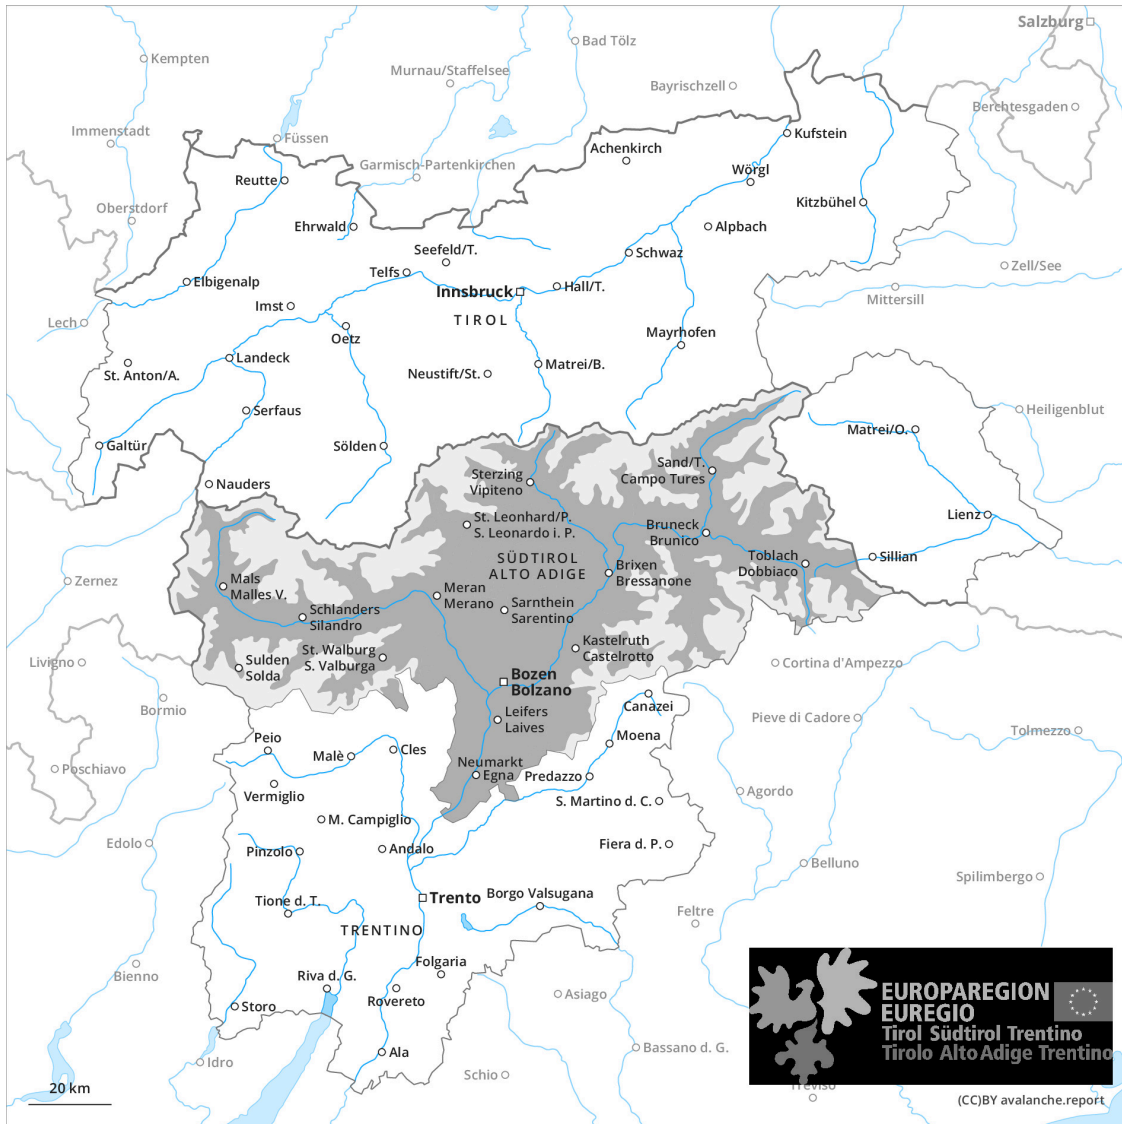 Salzburg
Bad Tölz
Kempten
Murnau/Staffelsee
Bayrischzell
Berchtesgaden
Immenstadt
Füssen
Kufstein
Achenkirch
Garmisch-Partenkirchen
Wörgl
Reutte
Kitzbühel
Oberstdorf
Ehrwald
Alpbach
Seefeld/T.
Schwaz
Zell/See
Telfs
Elbigenalp
Hall/T.
Innsbruck
Mittersill
Imst
TIROL
Lech
Mayrhofen
Oetz
Landeck
Matrei/B.
St. Anton/A.
Neustift/St.
Serfaus
Heiligenblut
Matrei/O.
Galtür
Sölden
Sand/T.
Campo Tures
Sterzing
Vipiteno
Nauders
Lienz
St. Leonhard/P.
S. Leonardo i. P.
Bruneck
Brunico
SÜDTIROL
ALTO ADIGE
Toblach
Dobbiaco
Sillian
Brixen
Bressanone
Zernez
Mals
Malles V.
Meran
Merano
Sarnthein
Sarentino
Schlanders
Silandro
Kastelruth
Castelrotto
St. Walburg
S. Valburga
Livigno
Sulden
Solda
Cortina d'Ampezzo
Bozen
Bolzano
Canazei
Bormio
Leifers
Laives
Pieve di Cadore
Tolmezzo
Peio
Moena
Malè
Cles
Neumarkt
Egna
Poschiavo
Predazzo
Vermiglio
Agordo
S. Martino d. C.
M. Campiglio
Edolo
Pinzolo
Andalo
Fiera d. P.
Belluno
Spilimbergo
Tione d. T.
Trento
Borgo Valsugana
Feltre
TRENTINO
Bienno
Riva d. G.
Folgaria
Rovereto
Asiago
Storo
EUROPAREGION
EUREGIO
Tirol Südtirol Trentino
Tirolo Alto Adige Trentino
Ala
Idro
Bassano d. G.
Schio
Treviso
20 km
(CC)BY avalanche.report